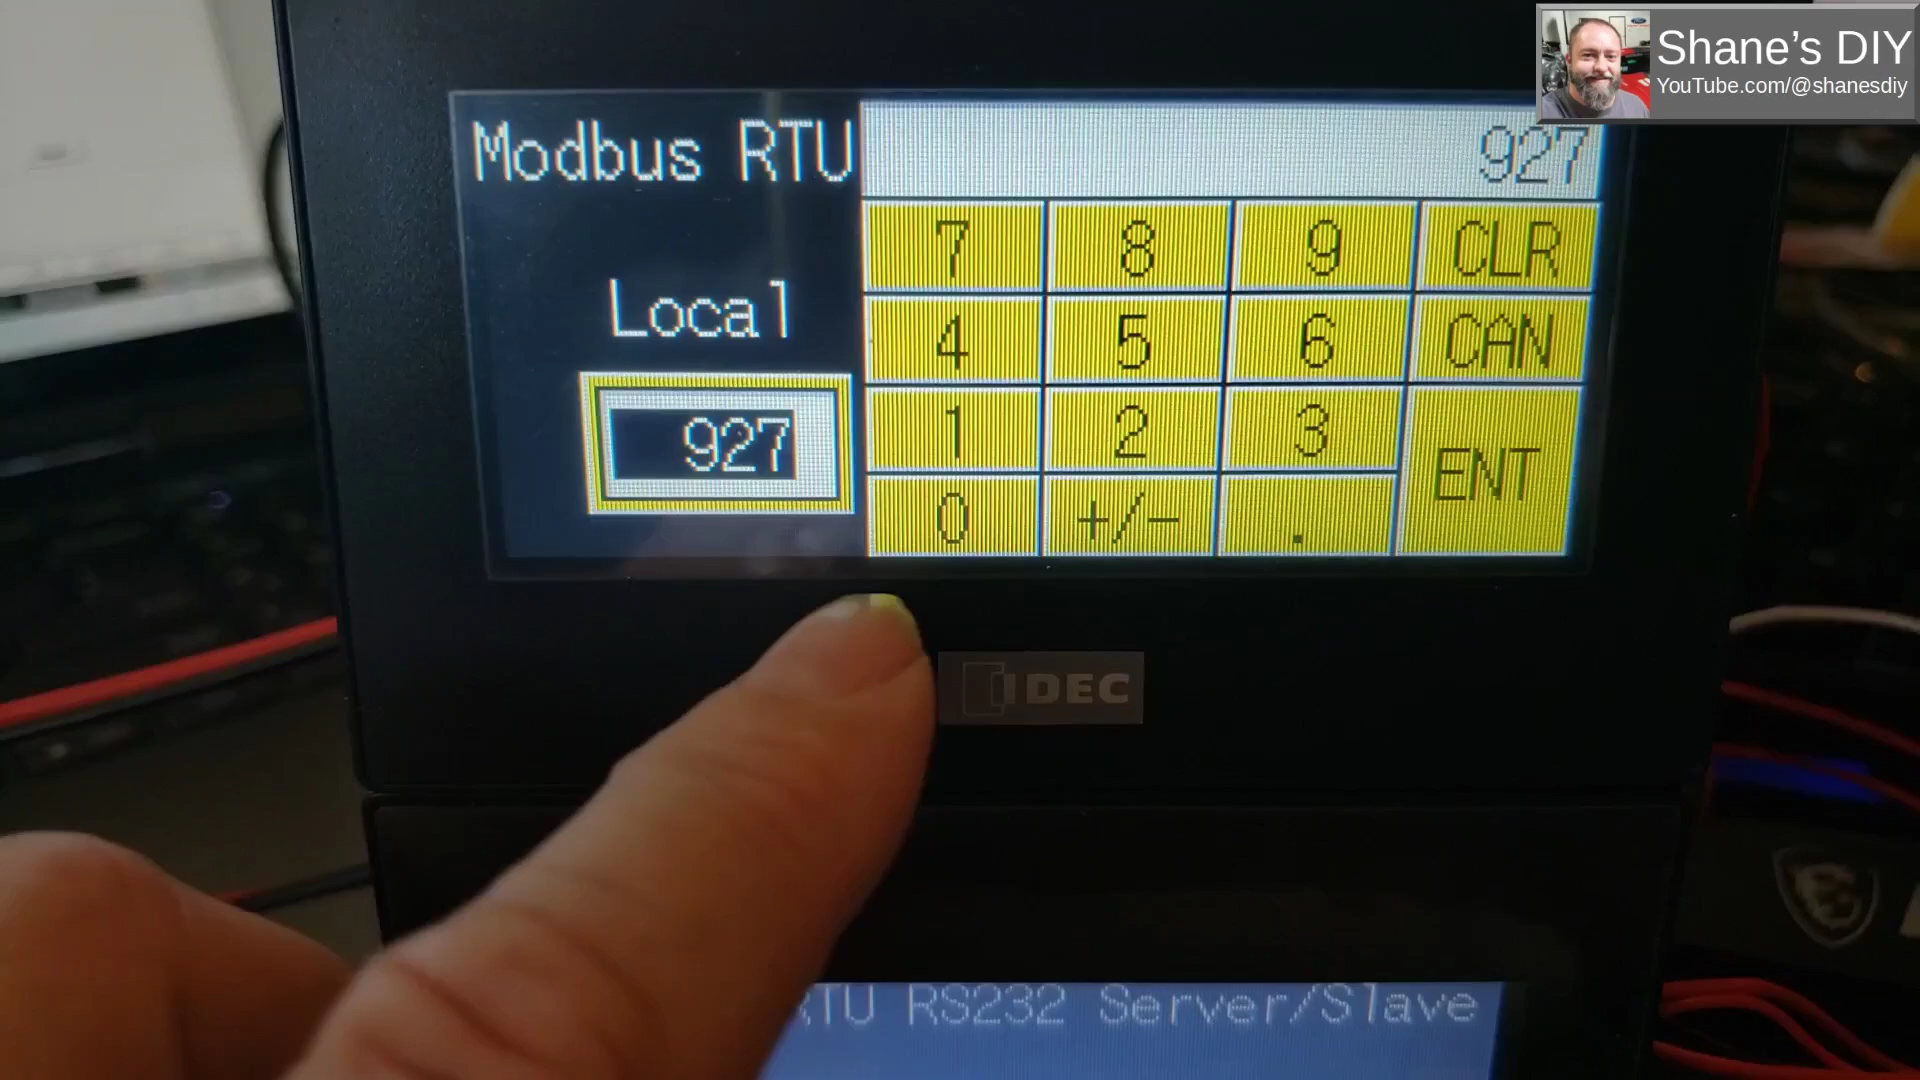 Shane's DIY
YouTube.com/@shanesdiy
Modbus RTU
927
7 8 9 CLR
Local
4 5 6 CAN
927
1 2 3
ENT
0 +/- .
IDEC
RTU RS232 Server/Slave